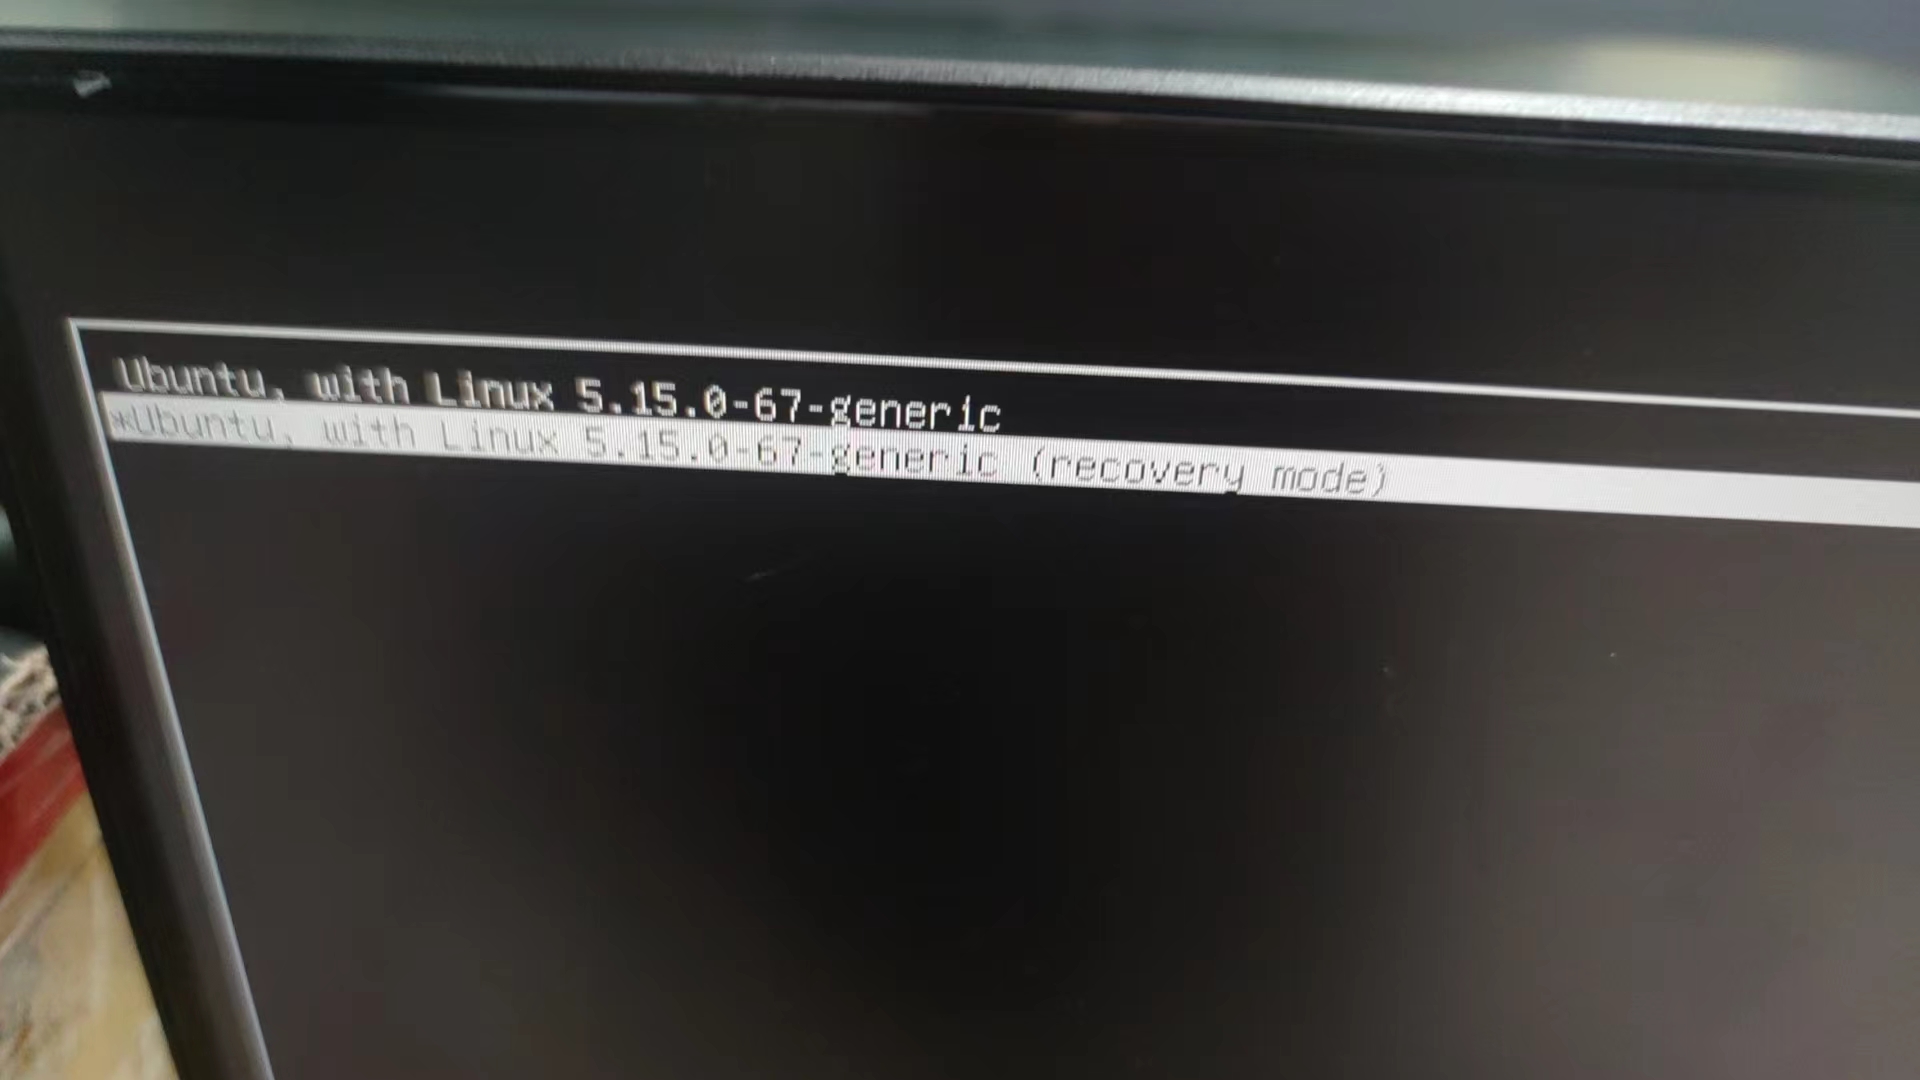 Ubuntu, with Linux 5.15.0-67-generic
*Ubuntu, with Linux 5.15.0-67-generic (recovery mode)